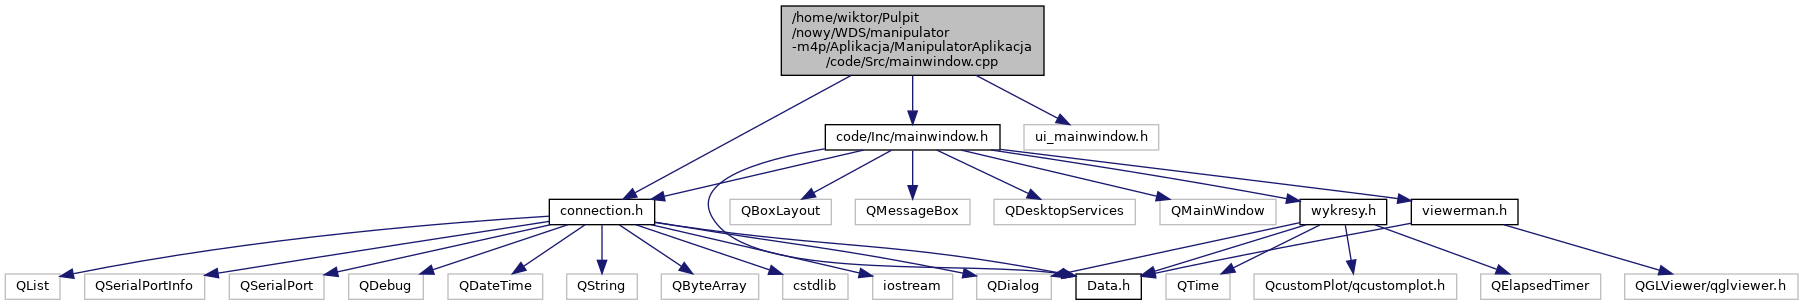 /home/wiktor/Pulpit
/nowy/WDS/manipulator
-m4p/Aplikacja/ManipulatorAplikacja
/code/Src/mainwindow.cpp
code/Inc/mainwindow.h
ui_mainwindow.h
connection.h
QBoxLayout
QMessageBox
QDesktopServices
QMainWindow
wykresy.h
viewerman.h
QList
QSerialPortInfo
QSerialPort
QDebug
QDateTime
QString
QByteArray
cstdlib
iostream
QDialog
Data.h
QTime
QcustomPlot/qcustomplot.h
QElapsedTimer
QGLViewer/qglviewer.h